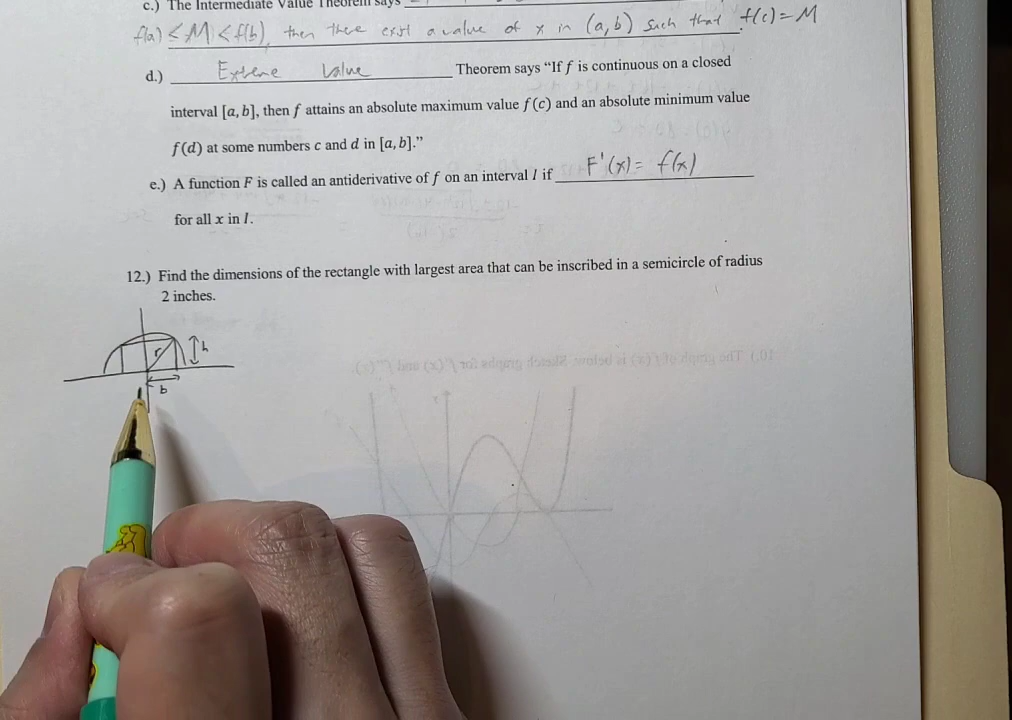 c.) The Intermediate Value Theorem says
f(a) < M < f(b), then there exist a value of x in (a, b) such that f(c) = M
d.) Extreme Value Theorem says “If f is continuous on a closed
interval [a, b], then f attains an absolute maximum value f(c) and an absolute minimum value
f(d) at some numbers c and d in [a, b].”
e.) A function F is called an antiderivative of f on an interval I if F'(x) = f(x)
for all x in I.
12.) Find the dimensions of the rectangle with largest area that can be inscribed in a semicircle of radius
2 inches.
r h
b